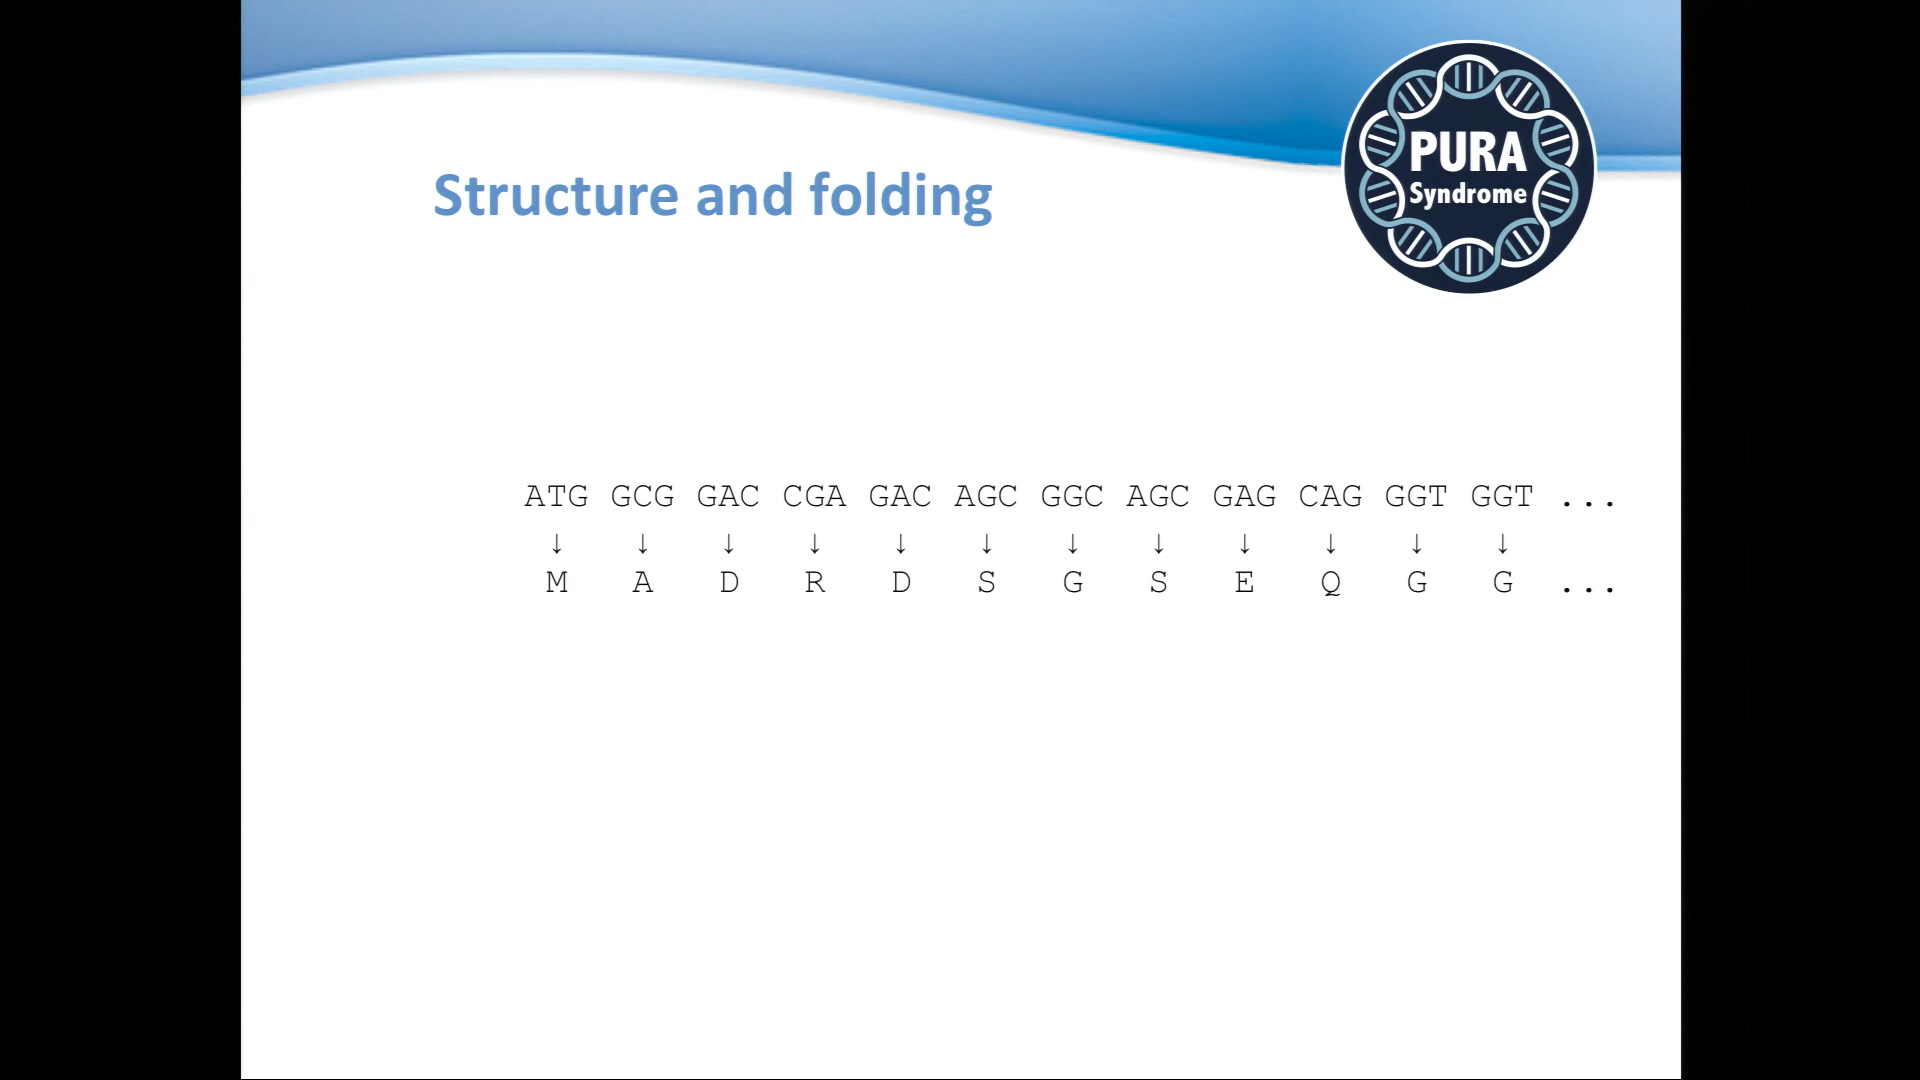 PURA
Syndrome
Structure and folding
ATG GCG GAC CGA GAC AGC GGC AGC GAG CAG GGT GGT ...
↓ ↓ ↓ ↓ ↓ ↓ ↓ ↓ ↓ ↓ ↓ ↓
M A D R D S G S E Q G G ...